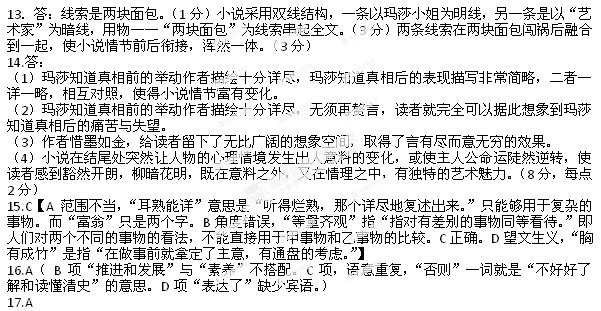 13. 答：线索是两块面包。（1 分）小说采用双线结构，一条以玛莎小姐为明线，另一条是以“艺
术家”为暗线，用物一一“两块面包”为线索串起全文。（3 分）两条线索在两块面包闯祸后融合
到一起，使小说情节前后衔接，浑然一体。（3 分）
14.答：
（1）玛莎知道真相前的举动作者描绘十分详尽，玛莎知道真相后的表现描写非常简略，二者一
详一略，相互对照，使得小说情节富有变化。
（2）玛莎知道真相前的举动作者描绘十分详尽，无须再赘言，读者就完全可以据此想象到玛莎
知道真相后的痛苦与失望。
（3）作者惜墨如金，给读者留下了无比广阔的想象空间，取得了言有尽而意无穷的效果。
（4）小说在结尾处突然让人物的心理情境发生出人意料的变化，或使主人公命运陡然逆转，使
读者感到豁然开朗，柳暗花明，既在意料之外，又在情理之中，有独特的艺术魅力。（8 分，每点
2 分）
15.C【A 范围不当，“耳熟能详”意思是“听得烂熟，那个详尽地复述出来。”只能够用于复杂的
事物。而“富翁”只是两个字。B 角度错误，“等量齐观”指“指对有差别的事物同等看待。”即
人们对两个不同的事物的看法，不能直接用于甲事物和乙事物的比较。C 正确。D 望文生义，“胸
有成竹”是指“在做事前就拿定了主意，有通盘的考虑。”】
16.A（ B 项“推进和发展”与“素养”不搭配。C 项，语意重复，“否则”一词就是“不好好了
解和读懂清史”的意思。D 项“表达了”缺少宾语。）
17.A